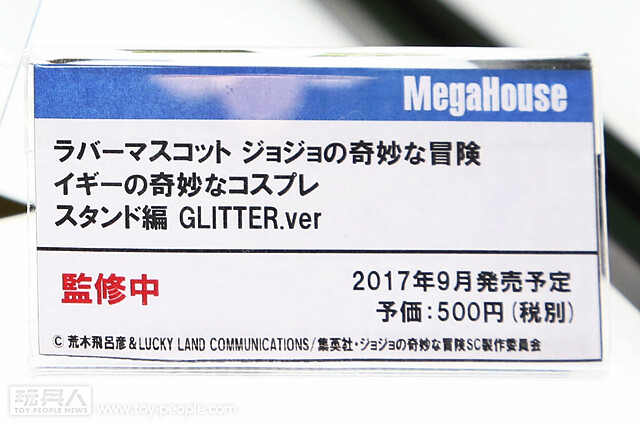 MegaHouse
ラバーマスコット ジョジョの奇妙な冒険
イギーの奇妙なコスプレ
スタンド編 GLITTER.ver
監修中
2017年9月発売予定
予価:500円(税別)
© 荒木飛呂彦&LUCKY LAND COMMUNICATIONS/集英社・ジョジョの奇妙な冒険SC製作委員会
玩具人
TOY PEOPLE NEWS
www.toy-people.com